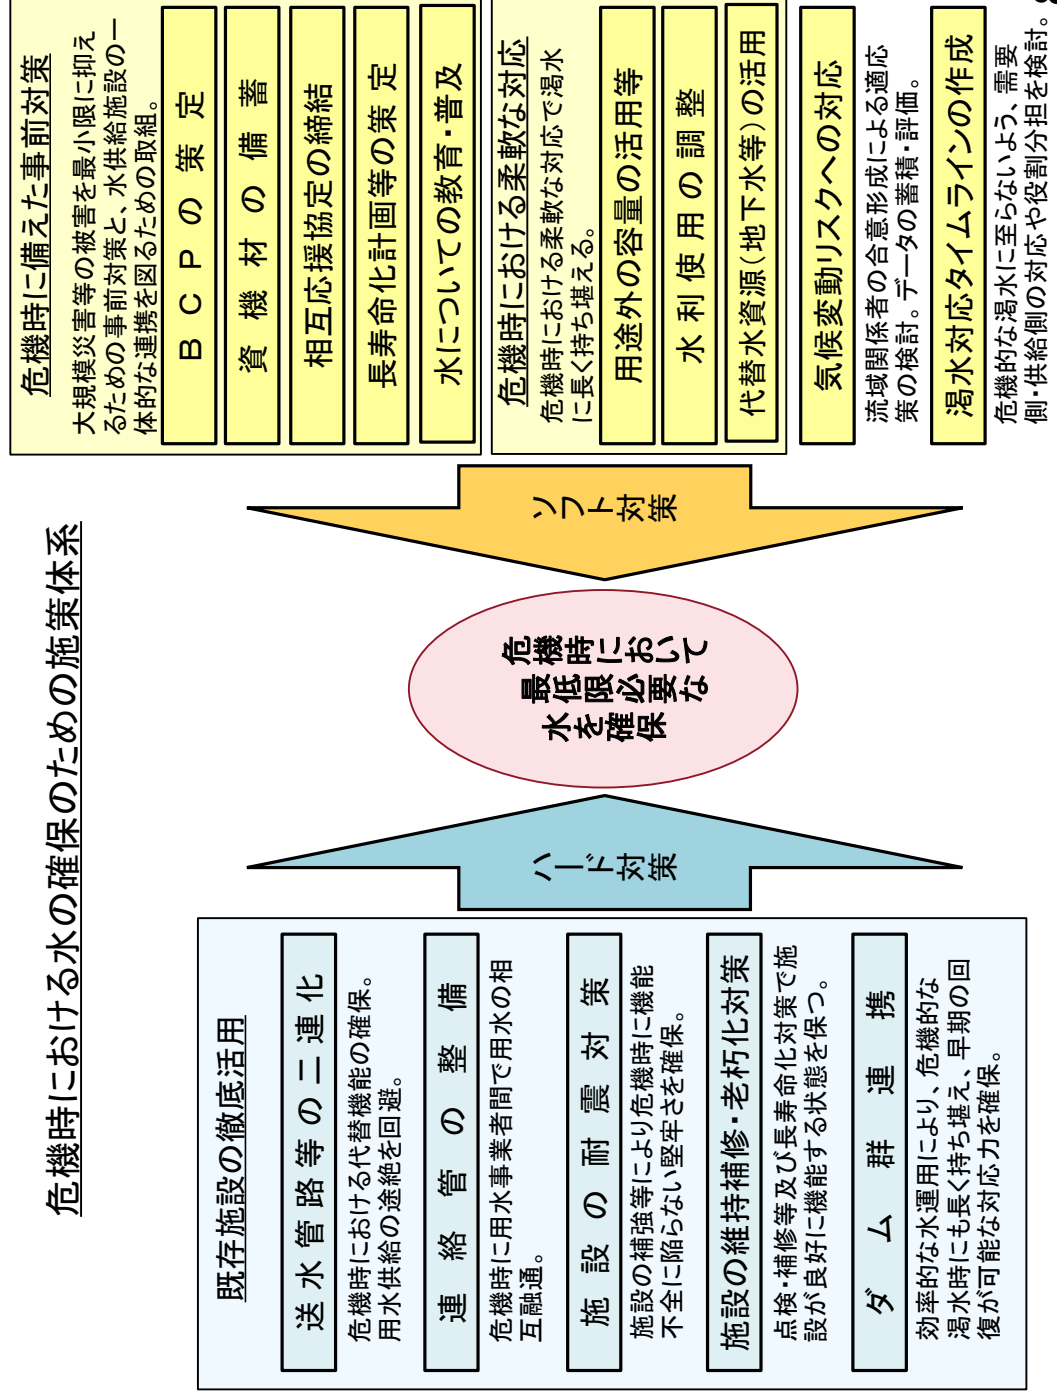 危機時における水の確保のための施策体系
既存施設の徹底活用
送水管路等の二連化
危機時における代替機能の確保。
用水供給の途絶を回避。
連絡管の整備
危機時に用水事業者間で用水の相
互融通。
施設の耐震対策
施設の補強等により危機時に機能
不全に陥らない堅牢さを確保。
施設の維持補修・老朽化対策
点検・補修等及び長寿命化対策で施
設が良好に機能する状態を保つ。
ダム群連携
効率的な水運用により、危機的な
渇水時にも長く持ち堪え、早期の回
復が可能な対応力を確保。
ハード対策
危機時において
最低限必要な
水を確保
ソフト対策
危機時に備えた事前対策
大規模災害等の被害を最小限に抑え
るための事前対策と、水供給施設の一
体的な連携を図るための取組。
BCPの策定
資機材の備蓄
相互応援協定の締結
長寿命化計画等の策定
水についての教育・普及
危機時における柔軟な対応
危機時における柔軟な対応で渇水
に長く持ち堪える。
用途外の容量の活用等
水利使用の調整
代替水資源(地下水等)の活用
気候変動リスクへの対応
流域関係者の合意形成による適応
策の検討。データの蓄積・評価。
渇水対応タイムラインの作成
危機的な渇水に至らないよう、需要
側・供給側の対応や役割分担を検討。